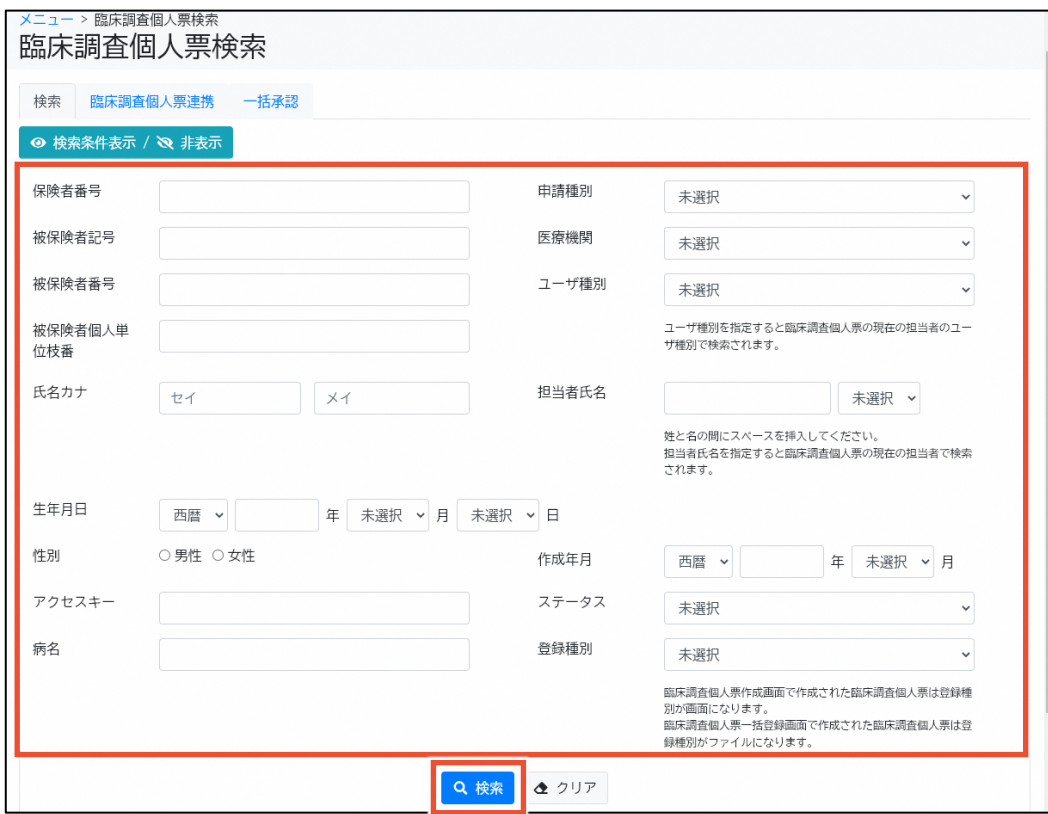 メニュー > 臨床調査個人票検索
臨床調査個人票検索
検索 臨床調査個人票連携 一括承認
検索条件表示 / 非表示
保険者番号
申請種別 未選択
被保険者記号
医療機関 未選択
被保険者番号
ユーザ種別 未選択
ユーザ種別を指定すると臨床調査個人票の現在の担当者のユー
ザ種別で検索されます。
被保険者個人単
位枝番
氏名カナ セイ メイ
担当者氏名 未選択
姓と名の間にスペースを挿入してください。
担当者氏名を指定すると臨床調査個人票の現在の担当者で検索
されます。
生年月日 西暦 年 未選択 月 未選択 日
性別 男性 女性
作成年月 西暦 年 未選択 月
アクセスキー
ステータス 未選択
病名
登録種別 未選択
臨床調査個人票作成画面で作成された臨床調査個人票は登録種
別が画面になります。
臨床調査個人票一括登録画面で作成された臨床調査個人票は登
録種別がファイルになります。
検索 クリア